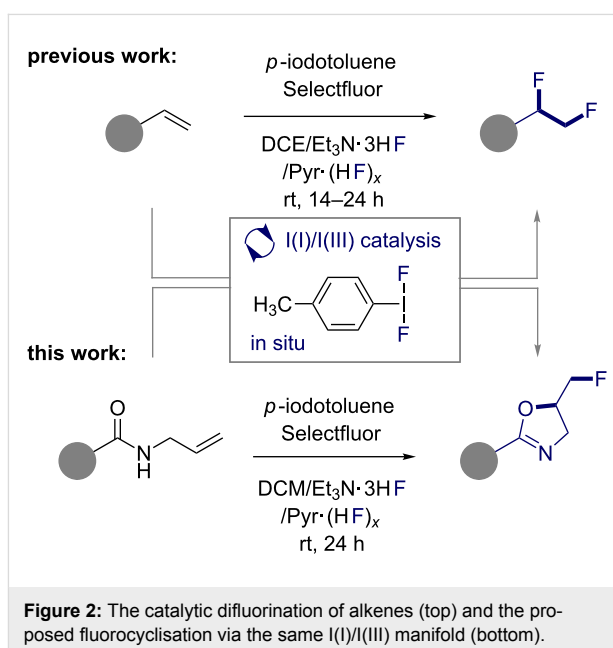 previous work:
p-iodotoluene
Selectfluor
DCE/Et₃N·3HF
/Pyr·(HF)ₓ
rt, 14–24 h
F
F
I(I)/I(III) catalysis
H₃C
F
I
F
in situ
this work:
O
N
H
p-iodotoluene
Selectfluor
DCM/Et₃N·3HF
/Pyr·(HF)ₓ
rt, 24 h
F
O
N
Figure 2: The catalytic difluorination of alkenes (top) and the pro-
posed fluorocyclisation via the same I(I)/I(III) manifold (bottom).